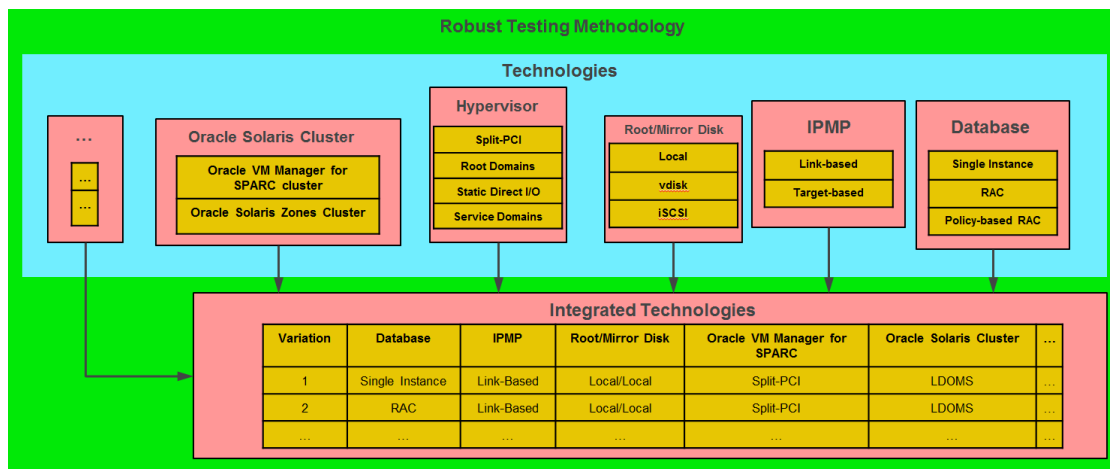 Robust Testing Methodology
Technologies
...
...
...
Oracle Solaris Cluster
Oracle VM Manager for
SPARC cluster
Oracle Solaris Zones Cluster
Hypervisor
Split-PCI
Root Domains
Static Direct I/O
Service Domains
Root/Mirror Disk
Local
vdisk
iSCSI
IPMP
Link-based
Target-based
Database
Single Instance
RAC
Policy-based RAC
Integrated Technologies
Variation Database IPMP Root/Mirror Disk Oracle VM Manager for SPARC Oracle Solaris Cluster ...
1 Single Instance Link-Based Local/Local Split-PCI LDOMS ...
2 RAC Link-Based Local/Local Split-PCI LDOMS ...
... ... ... ... ... ... ...